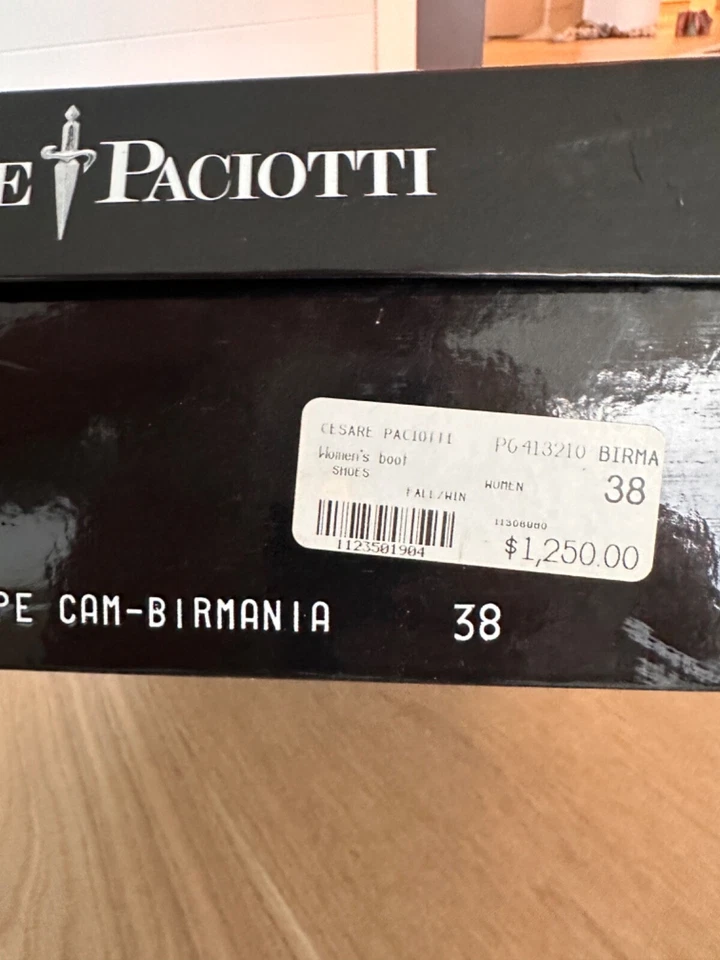 E PACIOTTI
CESARE PACIOTTI PG413210 BIRMA
Women's boot
SHOES
FALL/WIN WOMEN 38
1123501904 $1,250.00
PE CAM-BIRMANIA 38